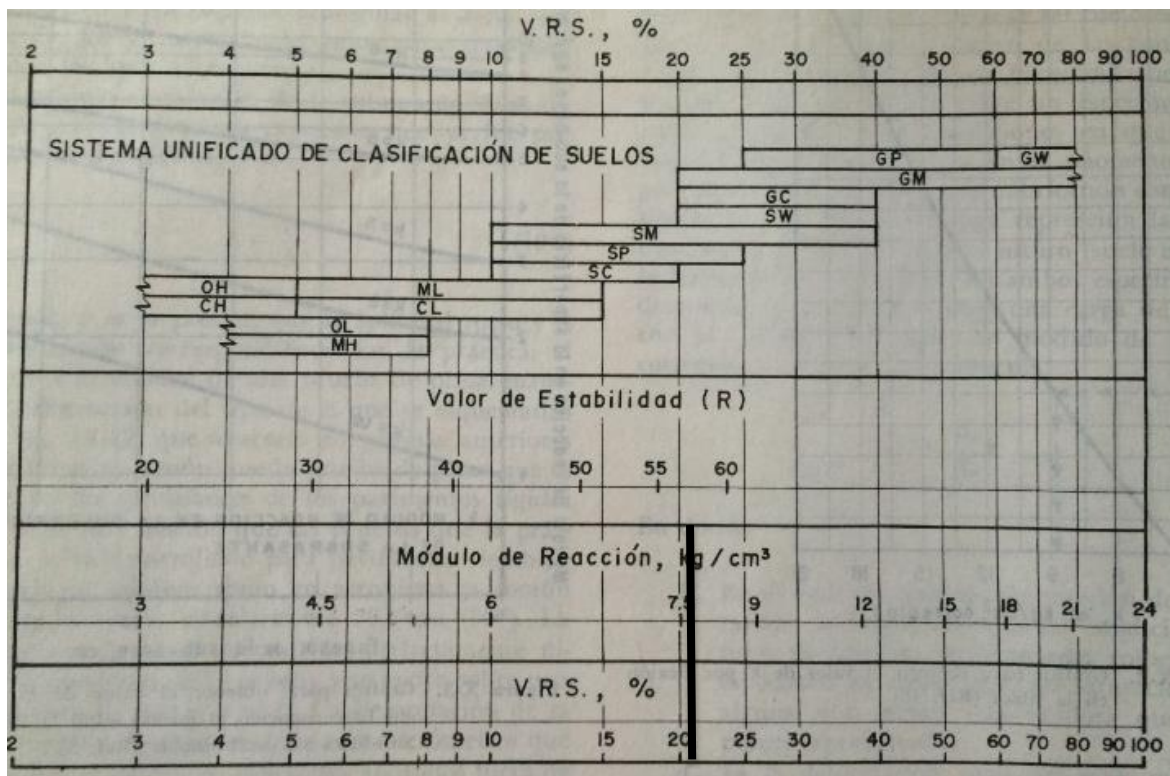 V. R. S. , %
2 3 4 5 6 7 8 9 10 15 20 25 30 40 50 60 70 80 100
SISTEMA UNIFICADO DE CLASIFICACIÓN DE SUELOS
GP GW
GM
GC
SW
SM
SP
SC
OH ML
CH CL
OL
MH
Valor de Estabilidad (R)
20 30 40 50 55 60
Módulo de Reacción, kg/cm³
3 4.5 6 7.5 9 12 15 18 21 24
V. R. S. , %
2 3 4 5 6 7 8 9 10 15 20 25 30 40 50 60 70 80 90 100